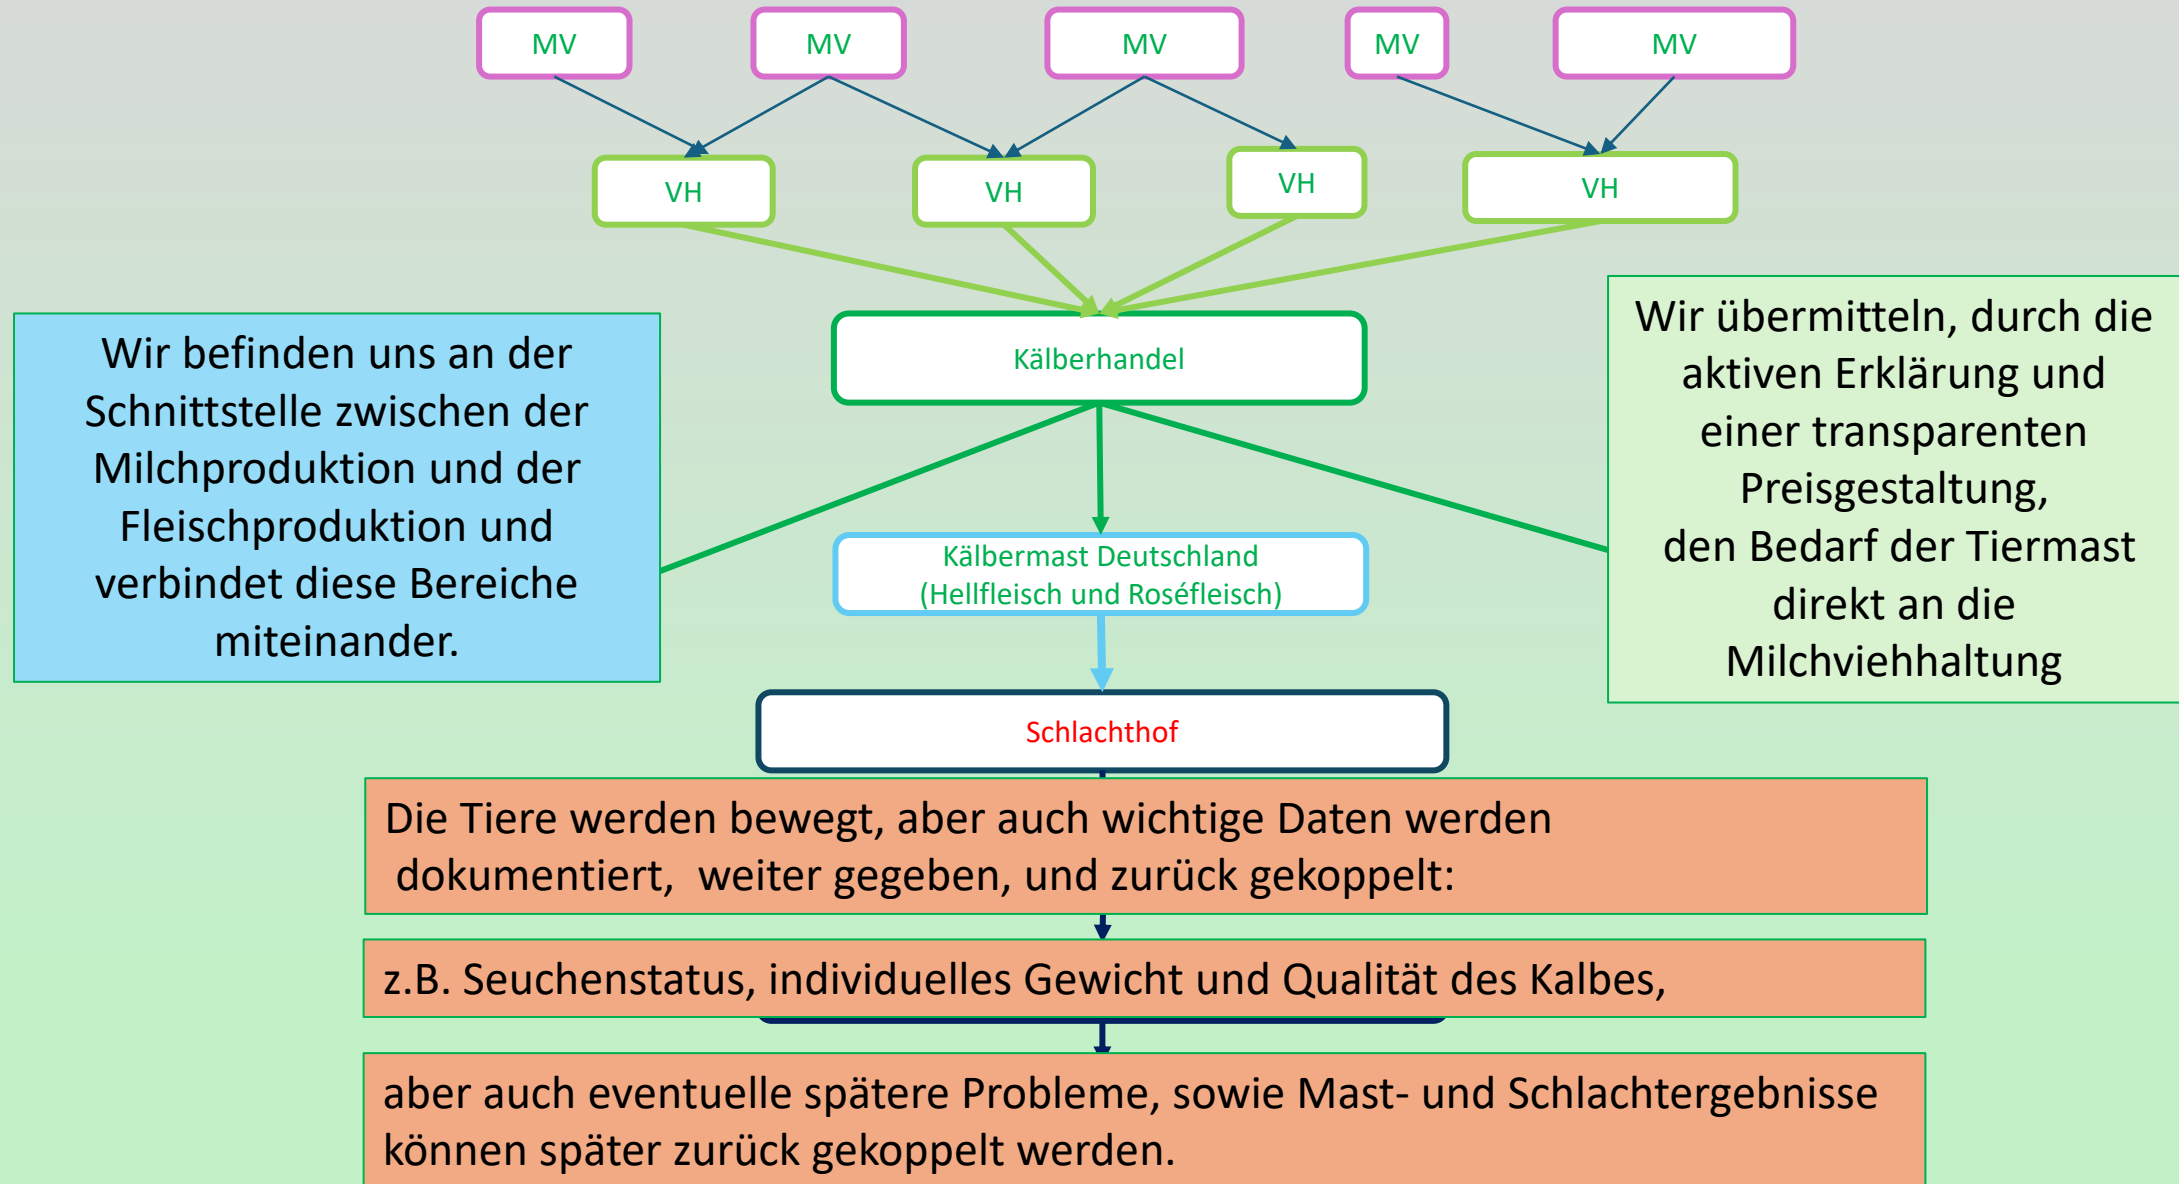 MV
MV
MV
MV
MV
VH
VH
VH
VH
Kälberhandel
Wir befinden uns an der
Schnittstelle zwischen der
Milchproduktion und der
Fleischproduktion und
verbindet diese Bereiche
miteinander.
Wir übermitteln, durch die
aktiven Erklärung und
einer transparenten
Preisgestaltung,
den Bedarf der Tiermast
direkt an die
Milchviehhaltung
Kälbermast Deutschland
(Hellfleisch und Roséfleisch)
Schlachthof
Die Tiere werden bewegt, aber auch wichtige Daten werden
dokumentiert,  weiter gegeben, und zurück gekoppelt:
z.B. Seuchenstatus, individuelles Gewicht und Qualität des Kalbes,
aber auch eventuelle spätere Probleme, sowie Mast- und Schlachtergebnisse
können später zurück gekoppelt werden.